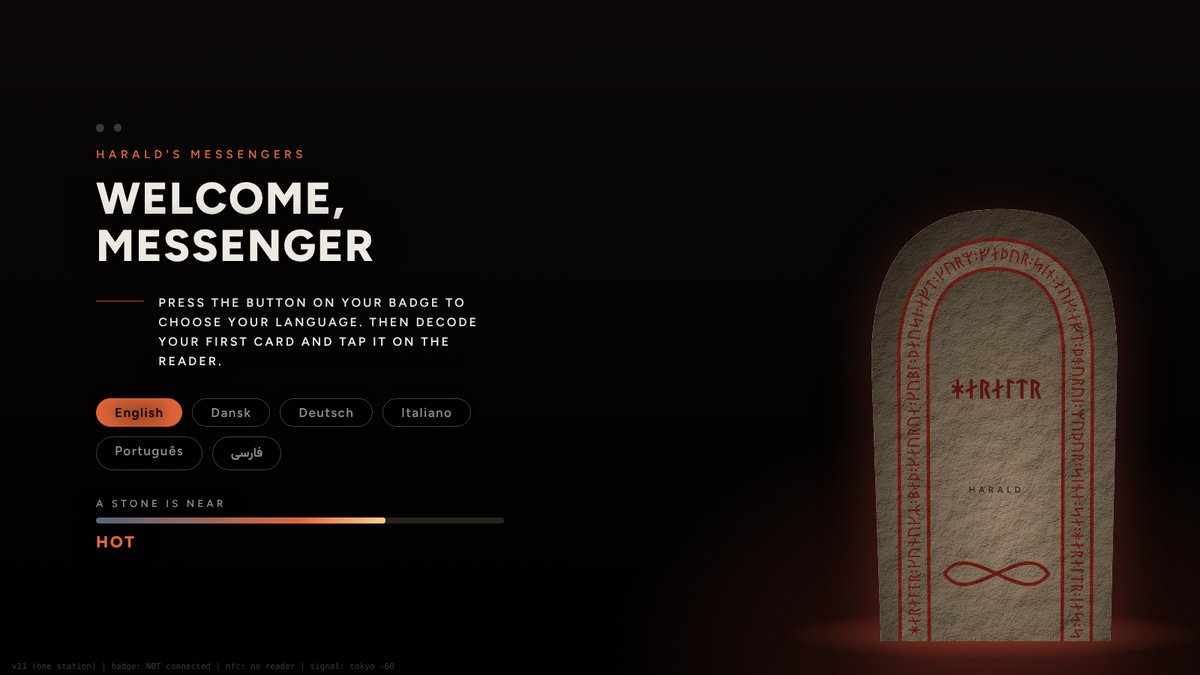 HARALD'S MESSENGERS
WELCOME,
MESSENGER
PRESS THE BUTTON ON YOUR BADGE TO
CHOOSE YOUR LANGUAGE. THEN DECODE
YOUR FIRST CARD AND TAP IT ON THE
READER.
English Dansk Deutsch Italiano
Português فارسی
A STONE IS NEAR
HOT
ᚼᛅᚱᛅᛚᛏᚱ
HARALD
v11 (one station) | badge: NOT connected | nfc: no reader | signal: tokyo -60